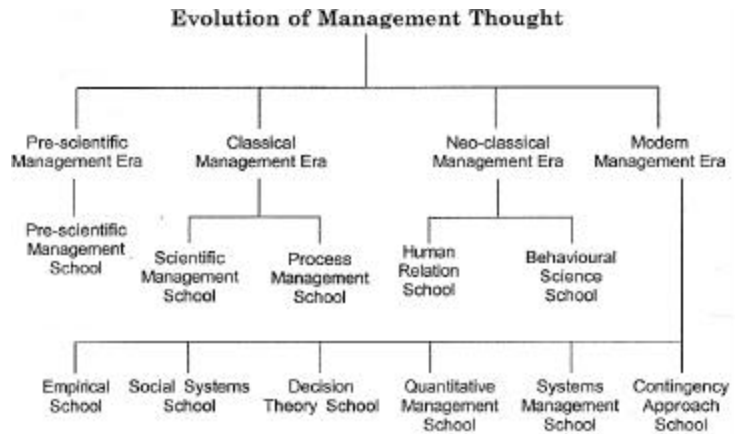 Evolution of Management Thought
Pre-scientific
Management Era
Classical
Management Era
Neo-classical
Management Era
Modern
Management Era
Pre-scientific
Management
School
Scientific
Management
School
Process
Management
School
Human
Relation
School
Behavioural
Science
School
Empirical
School
Social Systems
School
Decision
Theory School
Quantitative
Management
School
Systems
Management
School
Contingency
Approach
School